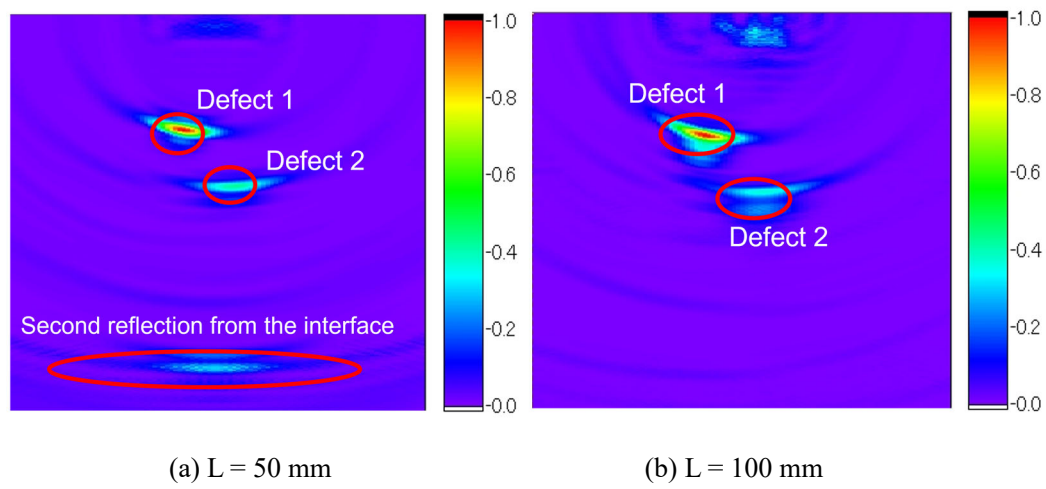 Defect 1
Defect 2
Second reflection from the interface
-1.0
-0.8
-0.6
-0.4
-0.2
-0.0
Defect 1
Defect 2
-1.0
-0.8
-0.6
-0.4
-0.2
-0.0
(a) L = 50 mm
(b) L = 100 mm